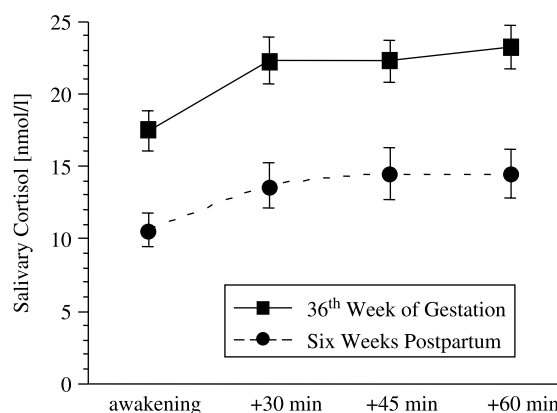 25
20
15
10
5
0
Salivary Cortisol [nmol/l]
36th Week of Gestation
Six Weeks Postpartum
awakening +30 min +45 min +60 min